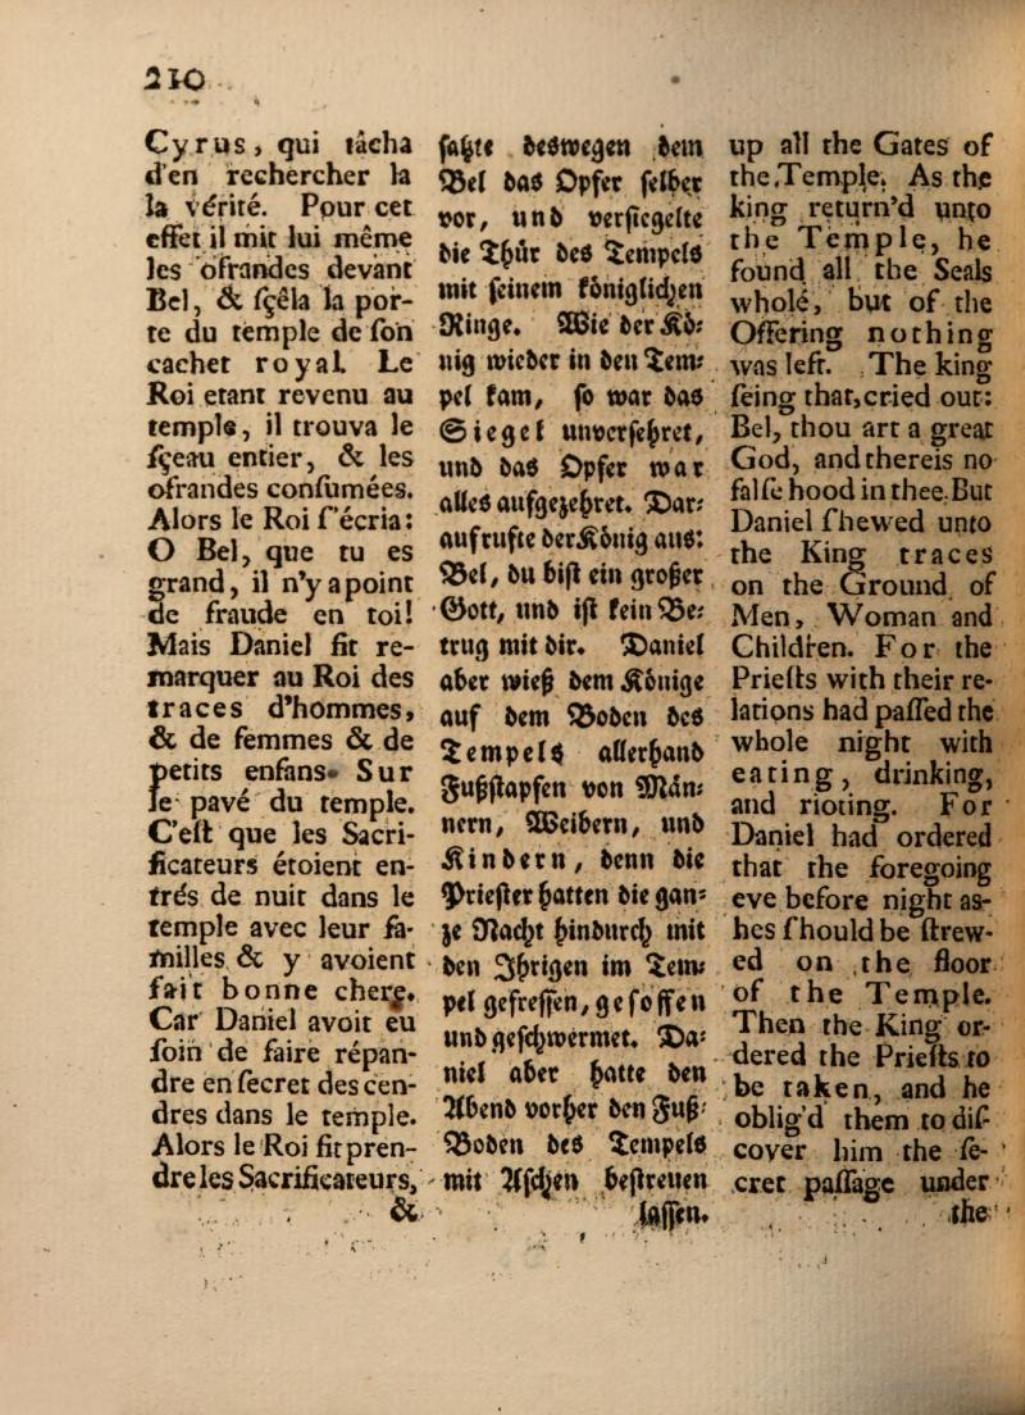 210
Cyrus, qui tâcha
d'en rechercher la
la vérité. Pour cet
effet il mit lui même
les ofrandes devant
Bel, & ſçêla la por-
te du temple de ſon
cachet royal. Le
Roi etant revenu au
temple, il trouva le
ſçeau entier, & les
ofrandes conſumées.
Alors le Roi ſ'écria:
O Bel, que tu es
grand, il n'y a point
de fraude en toi!
Mais Daniel fit re-
marquer au Roi des
traces d'hommes,
& de femmes & de
petits enfans. Sur
le pavé du temple.
C'eſt que les Sacri-
ficateurs étoient en-
trés de nuit dans le
temple avec leur fa-
milles & y avoient
fait bonne chere.
Car Daniel avoit eu
ſoin de faire répan-
dre en ſecret des cen-
dres dans le temple.
Alors le Roi fit pren-
dre les Sacrificateurs,
&
ſaҕte deswegen dem
Bel das Opfer ſelber
vor, und verſiegelte
die Thür des Tempels
mit ſeinem königlichen
Ringe. Wie der Kö-
nig wieder in den Tem-
pel kam, ſo war das
Siegel unverſehret,
und das Opfer war
alles aufgezehret. Dar-
auf rufte der König aus:
Bel, du biſt ein großer
Gott, und iſt kein Be-
trug mit dir. Daniel
aber wieß dem Könige
auf dem Boden des
Tempels allerhand
Fußſtapfen von Män-
nern, Weibern, und
Kindern, denn die
Prieſter hatten die gan-
ze Nacht hindurch mit
den Ihrigen im Tem-
pel gefreſſen, geſoffen
und geſchwermet. Da-
niel aber hatte den
Abend vorher den Fuß-
Boden des Tempels
mit Aſchen beſtreuen
laſſen.
up all the Gates of
the Temple. As the
king return'd unto
the Temple, he
found all the Seals
whole, but of the
Offering nothing
was left. The king
ſeing that, cried out:
Bel, thou art a great
God, and thereis no
falſe hood in thee. But
Daniel ſhewed unto
the King traces
on the Ground of
Men, Woman and
Children. For the
Prieſts with their re-
lations had paſſed the
whole night with
eating, drinking,
and rioting. For
Daniel had ordered
that the foregoing
eve before night as-
hes ſhould be ſtrew-
ed on the floor
of the Temple.
Then the King or-
dered the Prieſts to
be taken, and he
oblig'd them to diſ-
cover him the ſe-
cret paſſage under
the